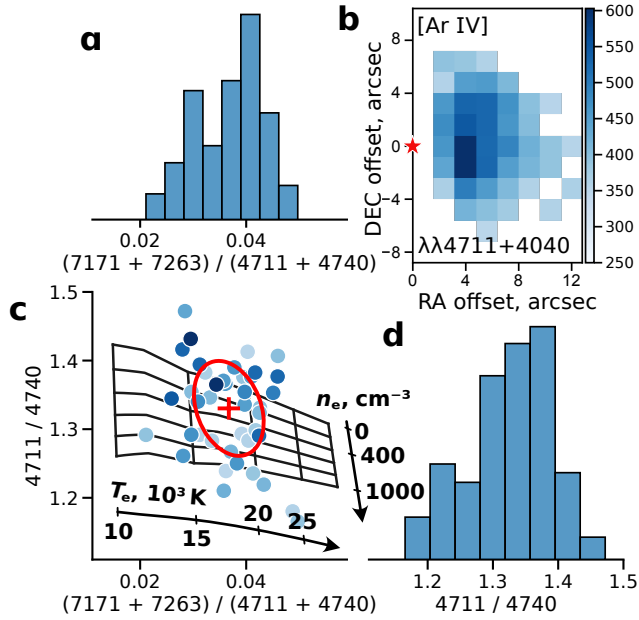 a
0.02 0.04
(7171 + 7263) / (4711 + 4740)
b
[Ar IV]
λλ4711+4040
8
4
0
−4
−8
DEC offset, arcsec
0 4 8 12
RA offset, arcsec
600
550
500
450
400
350
300
250
c
1.5
1.4
1.3
1.2
4711 / 4740
nₑ, cm⁻³
0
400
1000
Tₑ, 10³ K
10 15 20 25
0.02 0.04
(7171 + 7263) / (4711 + 4740)
d
1.2 1.3 1.4 1.5
4711 / 4740